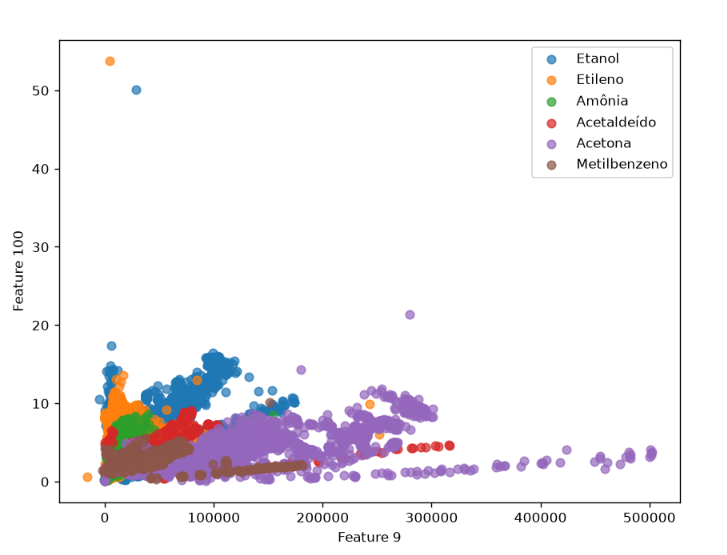 Etanol
Etileno
Amônia
Acetaldeído
Acetona
Metilbenzeno
50
40
30
20
10
0
Feature 100
0
100000
200000
300000
400000
500000
Feature 9